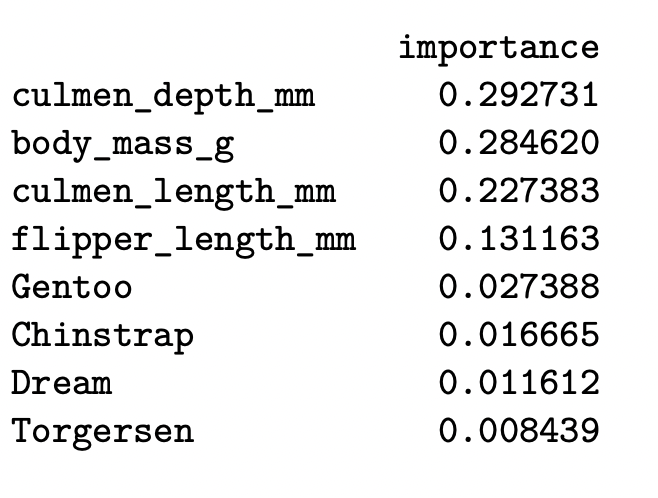 importance
culmen_depth_mm 0.292731
body_mass_g 0.284620
culmen_length_mm 0.227383
flipper_length_mm 0.131163
Gentoo 0.027388
Chinstrap 0.016665
Dream 0.011612
Torgersen 0.008439